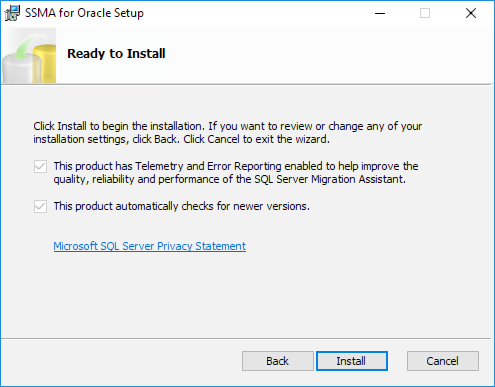 SSMA for Oracle Setup
Ready to Install
Click Install to begin the installation. If you want to review or change any of your
installation settings, click Back. Click Cancel to exit the wizard.
This product has Telemetry and Error Reporting enabled to help improve the
quality, reliability and performance of the SQL Server Migration Assistant.
This product automatically checks for newer versions.
Microsoft SQL Server Privacy Statement
Back Install Cancel